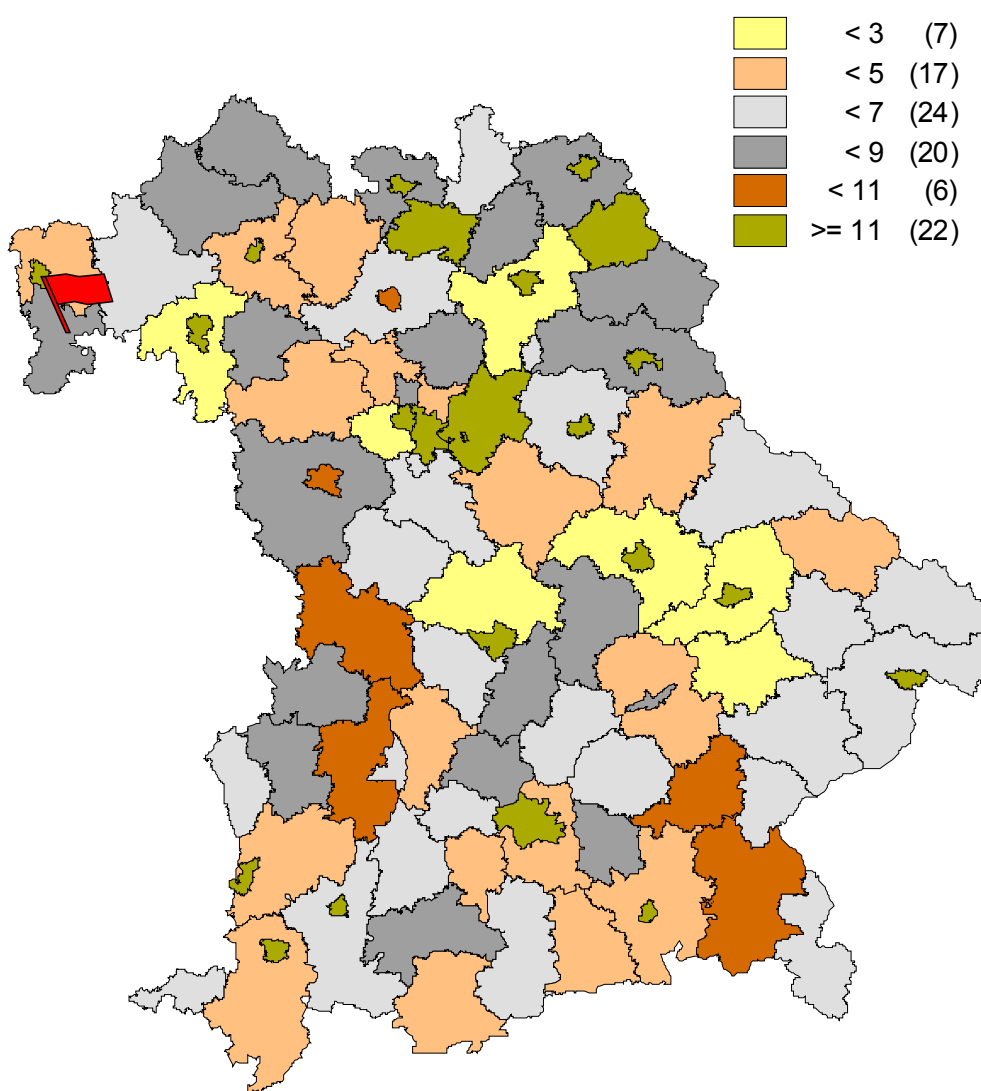 < 3 (7)
< 5 (17)
< 7 (24)
< 9 (20)
< 11 (6)
>= 11 (22)